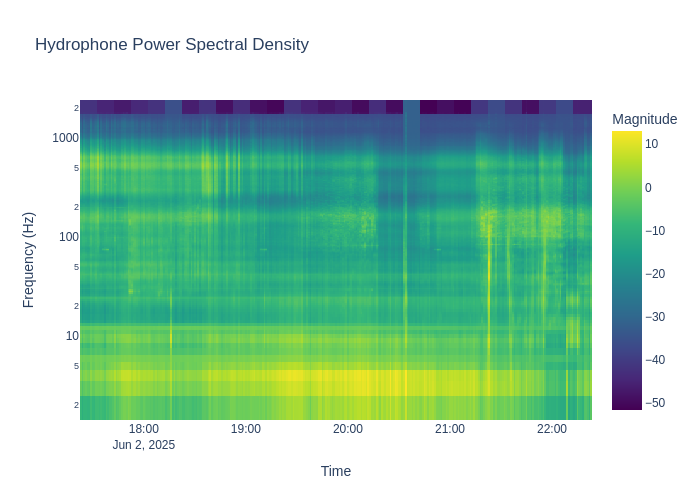 Hydrophone Power Spectral Density
Magnitude
Frequency (Hz)
2
1000
5
2
100
5
2
10
5
2
10
0
−10
−20
−30
−40
−50
18:00 19:00 20:00 21:00 22:00
Jun 2, 2025
Time